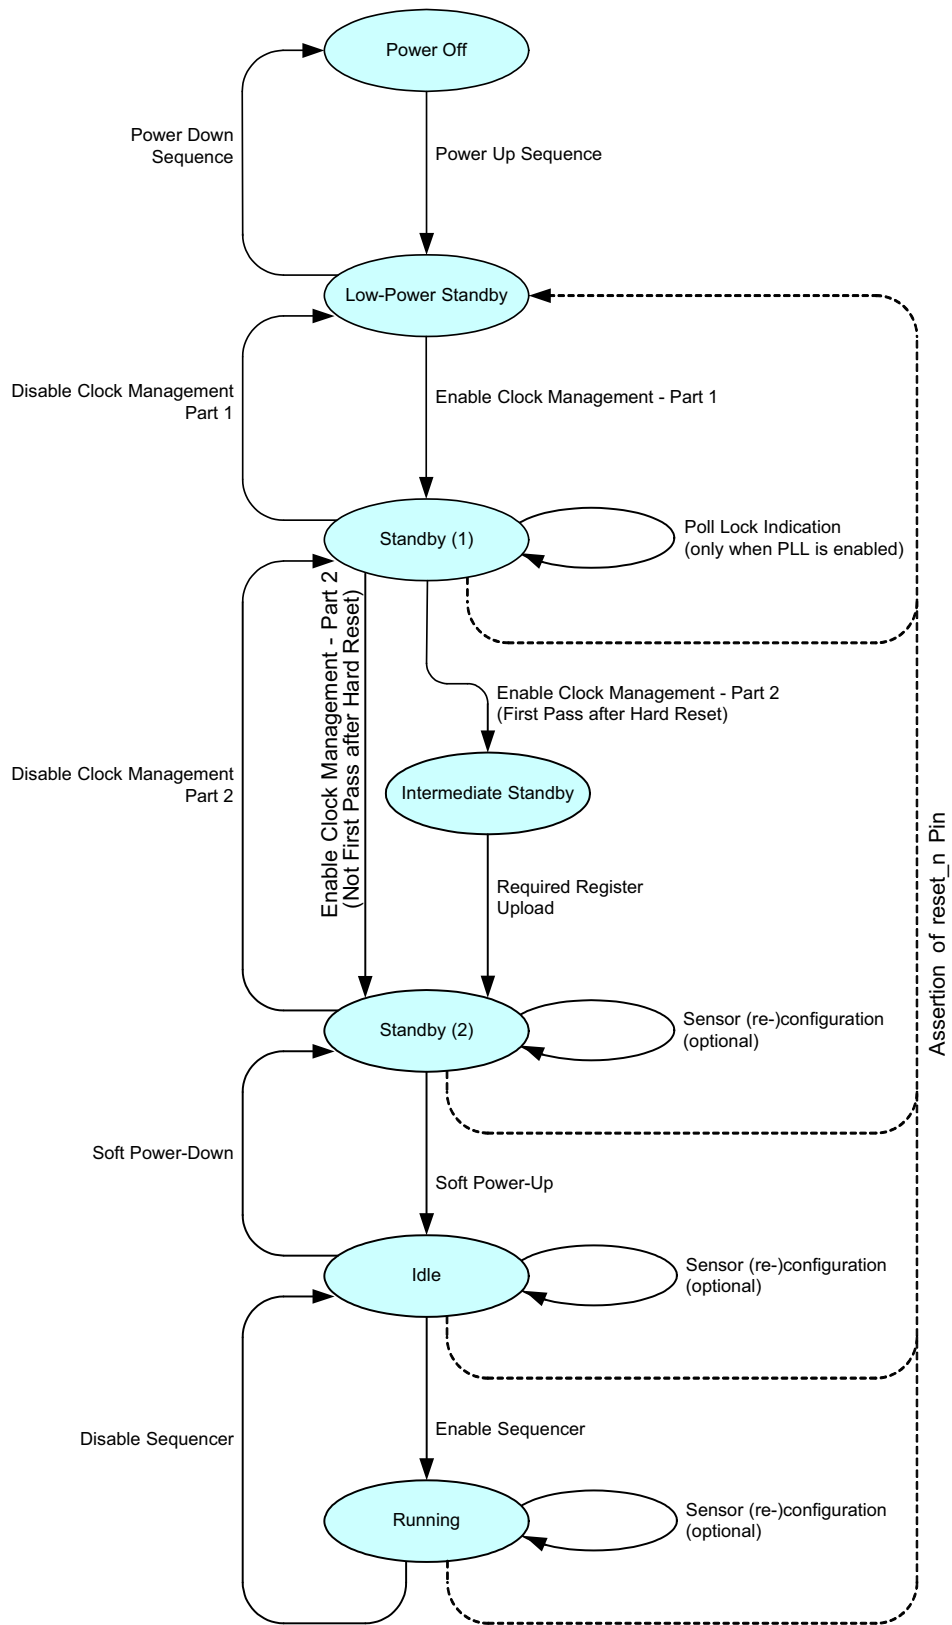 Power Off
Power Down
Sequence
Power Up Sequence
Low-Power Standby
Disable Clock Management
Part 1
Enable Clock Management - Part 1
Standby (1)
Poll Lock Indication
(only when PLL is enabled)
Enable Clock Management - Part 2
(Not First Pass after Hard Reset)
Enable Clock Management - Part 2
(First Pass after Hard Reset)
Disable Clock Management
Part 2
Intermediate Standby
Required Register
Upload
Assertion of reset_n Pin
Standby (2)
Sensor (re-)configuration
(optional)
Soft Power-Down
Soft Power-Up
Idle
Sensor (re-)configuration
(optional)
Disable Sequencer
Enable Sequencer
Running
Sensor (re-)configuration
(optional)